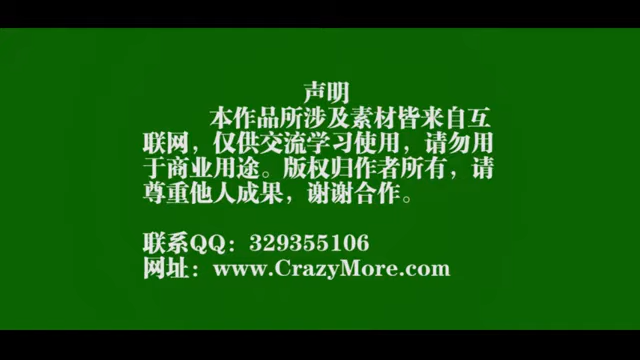 声明
本作品所涉及素材皆来自互
联网，仅供交流学习使用，请勿用
于商业用途。版权归作者所有，请
尊重他人成果，谢谢合作。
联系QQ：329355106
网址：www.CrazyMore.com